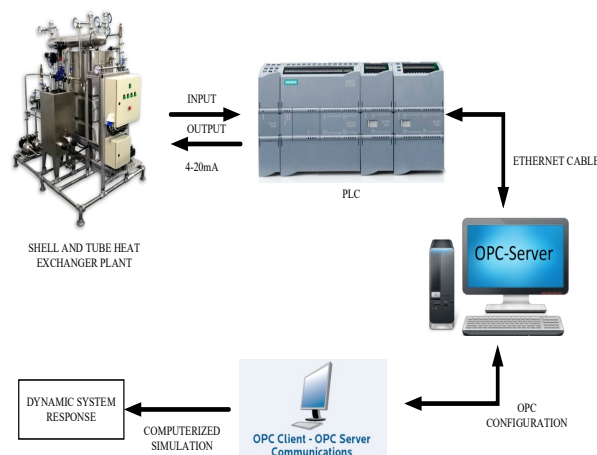 INPUT
OUTPUT
4-20mA
SHELL AND TUBE HEAT
EXCHANGER PLANT
SIEMENS
PLC
ETHERNET CABLE
OPC-Server
DYNAMIC SYSTEM
RESPONSE
COMPUTERIZED
SIMULATION
OPC Client - OPC Server
Communications
OPC
CONFIGURATION